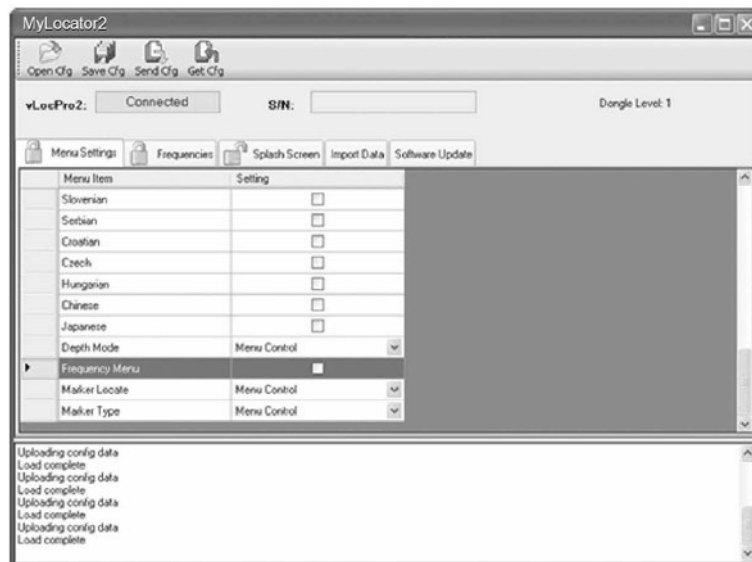 MyLocator2
Open Cfg Save Cfg Send Cfg Get Cfg
vLocPro2: Connected S/N: Dongle Level: 1
Menu Settings Frequencies Splash Screen Import Data Software Update
Menu Item Setting
Slovenian
Serbian
Croatian
Czech
Hungarian
Chinese
Japanese
Depth Mode Menu Control
Frequency Menu
Marker Locate Menu Control
Marker Type Menu Control
Uploading config data
Load complete
Uploading config data
Load complete
Uploading config data
Load complete
Uploading config data
Load complete